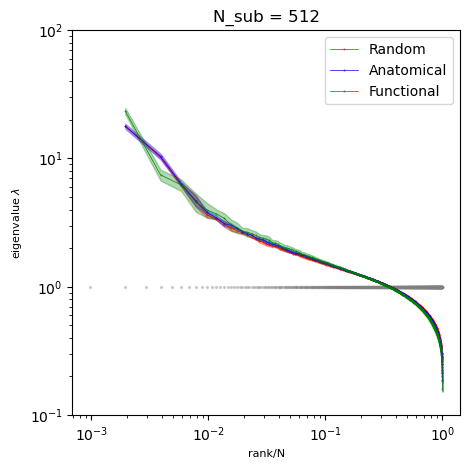 N_sub = 512
Random
Anatomical
Functional
eigenvalue λ
10²
10¹
10⁰
10⁻¹
10⁻³
10⁻²
10⁻¹
10⁰
rank/N